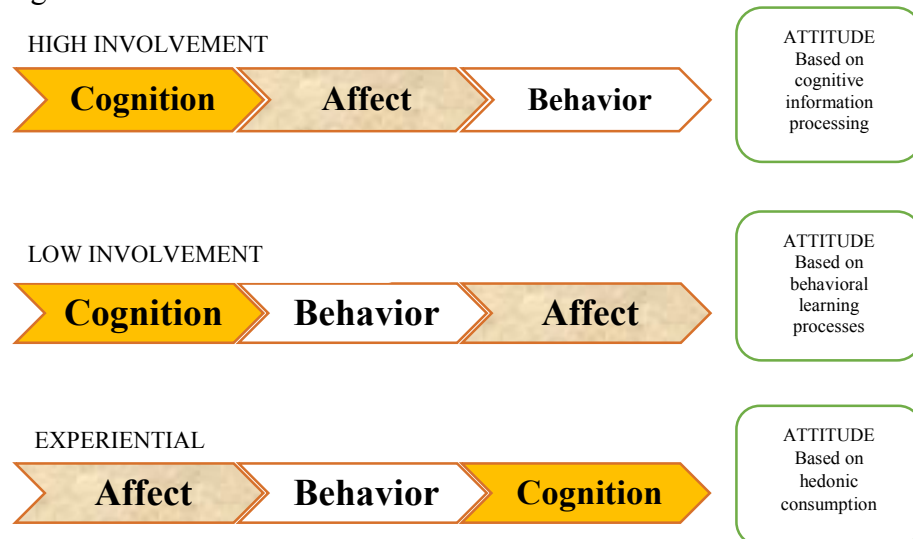 HIGH INVOLVEMENT
Cognition
Affect
Behavior
ATTITUDE
Based on
cognitive
information
processing
LOW INVOLVEMENT
Cognition
Behavior
Affect
ATTITUDE
Based on
behavioral
learning
processes
EXPERIENTIAL
Affect
Behavior
Cognition
ATTITUDE
Based on
hedonic
consumption